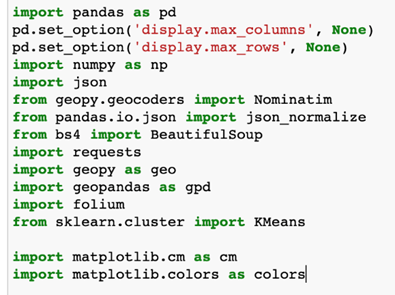 import pandas as pd
pd.set_option('display.max_columns', None)
pd.set_option('display.max_rows', None)
import numpy as np
import json
from geopy.geocoders import Nominatim
from pandas.io.json import json_normalize
from bs4 import BeautifulSoup
import requests
import geopy as geo
import geopandas as gpd
import folium
from sklearn.cluster import KMeans
import matplotlib.cm as cm
import matplotlib.colors as colors